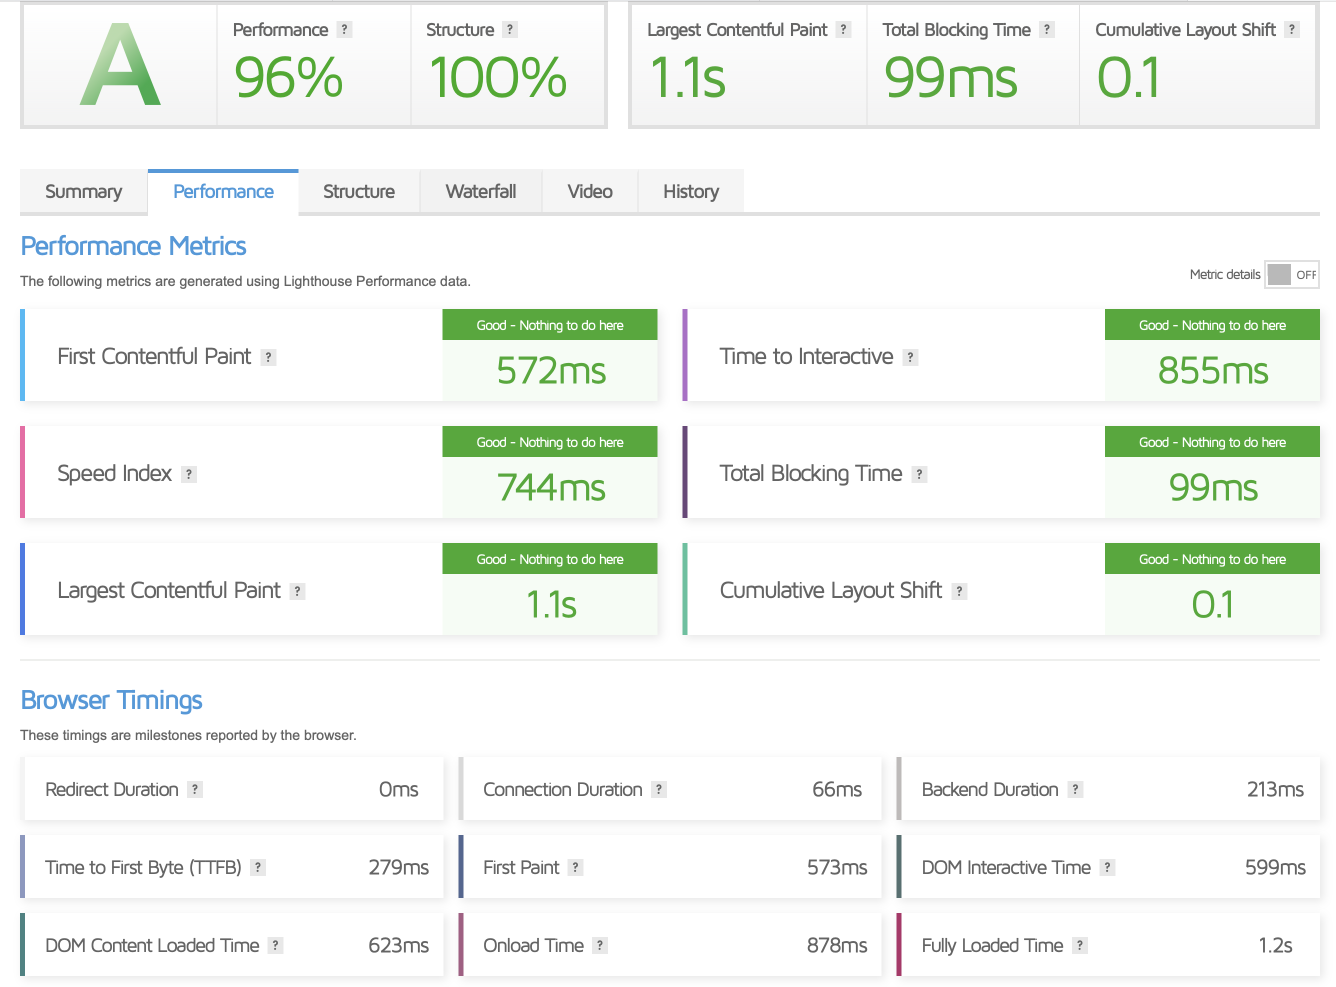 A
Performance ?
96%
Structure ?
100%
Largest Contentful Paint ?
1.1s
Total Blocking Time ?
99ms
Cumulative Layout Shift ?
0.1
Summary Performance Structure Waterfall Video History
Performance Metrics
The following metrics are generated using Lighthouse Performance data.
Metric details OFF
First Contentful Paint ?
Good - Nothing to do here
572ms
Time to Interactive ?
Good - Nothing to do here
855ms
Speed Index ?
Good - Nothing to do here
744ms
Total Blocking Time ?
Good - Nothing to do here
99ms
Largest Contentful Paint ?
Good - Nothing to do here
1.1s
Cumulative Layout Shift ?
Good - Nothing to do here
0.1
Browser Timings
These timings are milestones reported by the browser.
Redirect Duration ? 0ms
Connection Duration ? 66ms
Backend Duration ? 213ms
Time to First Byte (TTFB) ? 279ms
First Paint ? 573ms
DOM Interactive Time ? 599ms
DOM Content Loaded Time ? 623ms
Onload Time ? 878ms
Fully Loaded Time ? 1.2s